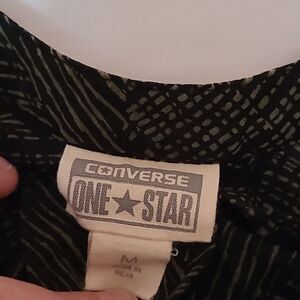 CONVERSE
ONE ★ STAR
M
MADE IN
INDIA